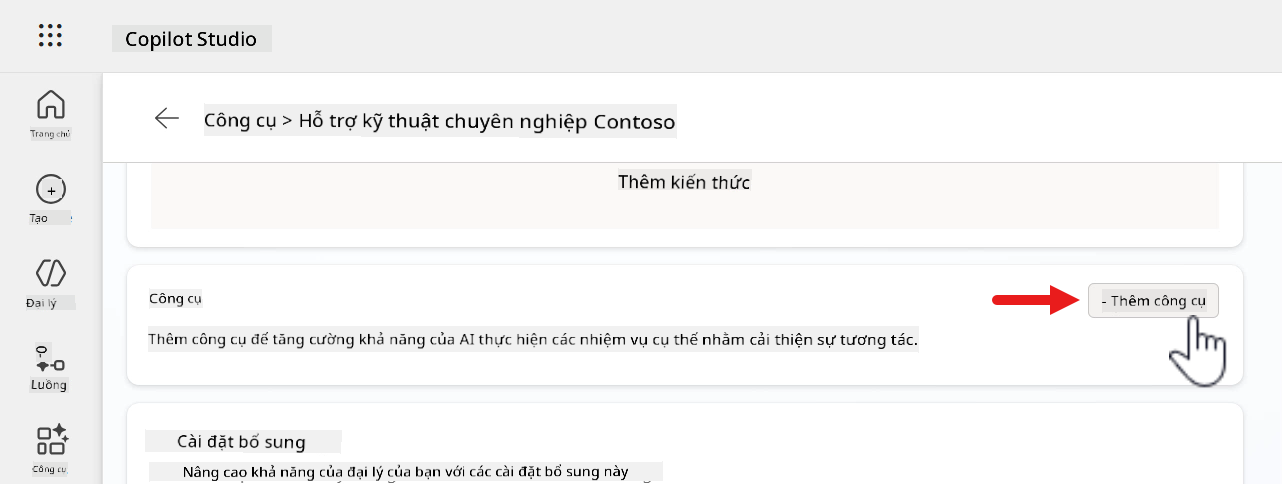 Copilot Studio
Công cụ > Hỗ trợ kỹ thuật chuyên nghiệp Contoso
Trang chủ
Tạo
Đại lý
Luồng
Công cụ
Thêm kiến thức
Công cụ
- Thêm công cụ
Thêm công cụ để tăng cường khả năng của AI thực hiện các nhiệm vụ cụ thể nhằm cải thiện sự tương tác.
Cài đặt bổ sung
Nâng cao khả năng của đại lý của bạn với các cài đặt bổ sung này